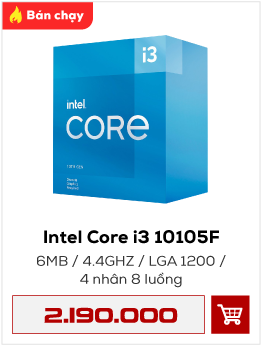 Bán chạy
i3
intel.
CORE
Intel Core i3 10105F
6MB / 4.4GHZ / LGA 1200 /
4 nhân 8 luồng
2.190.000